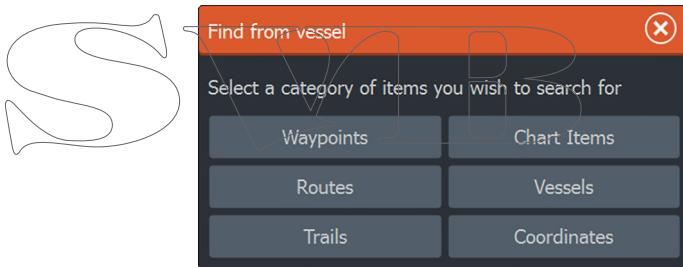 SVB
Find from vessel
Select a category of items you wish to search for
Waypoints Chart Items
Routes Vessels
Trails Coordinates